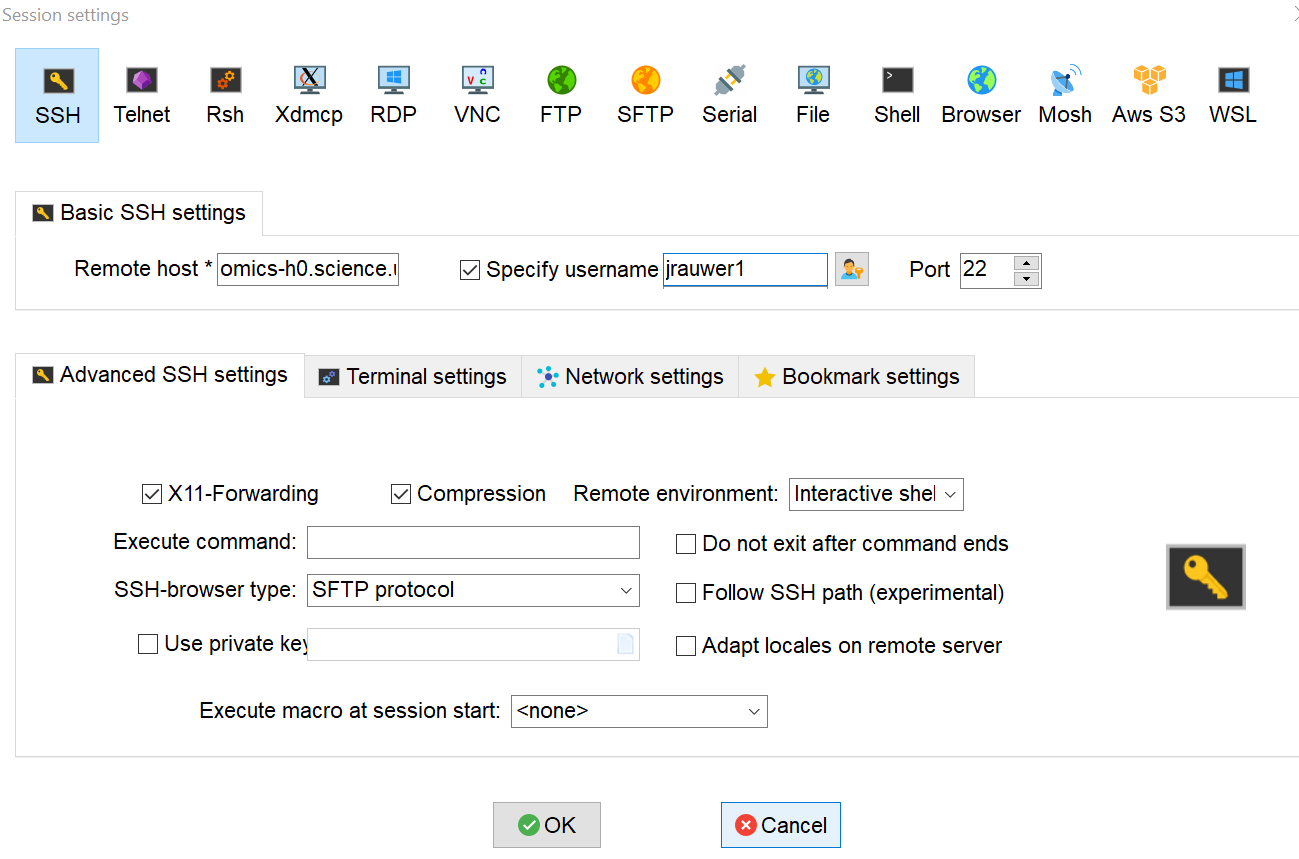 Session settings
SSH Telnet Rsh Xdmcp RDP VNC FTP SFTP Serial File Shell Browser Mosh Aws S3 WSL
Basic SSH settings
Remote host * omics-h0.science. Specify username jrauwer1 Port 22
Advanced SSH settings Terminal settings Network settings Bookmark settings
X11-Forwarding Compression Remote environment: Interactive shel
Execute command: Do not exit after command ends
SSH-browser type: SFTP protocol Follow SSH path (experimental)
Use private key Adapt locales on remote server
Execute macro at session start: <none>
OK Cancel